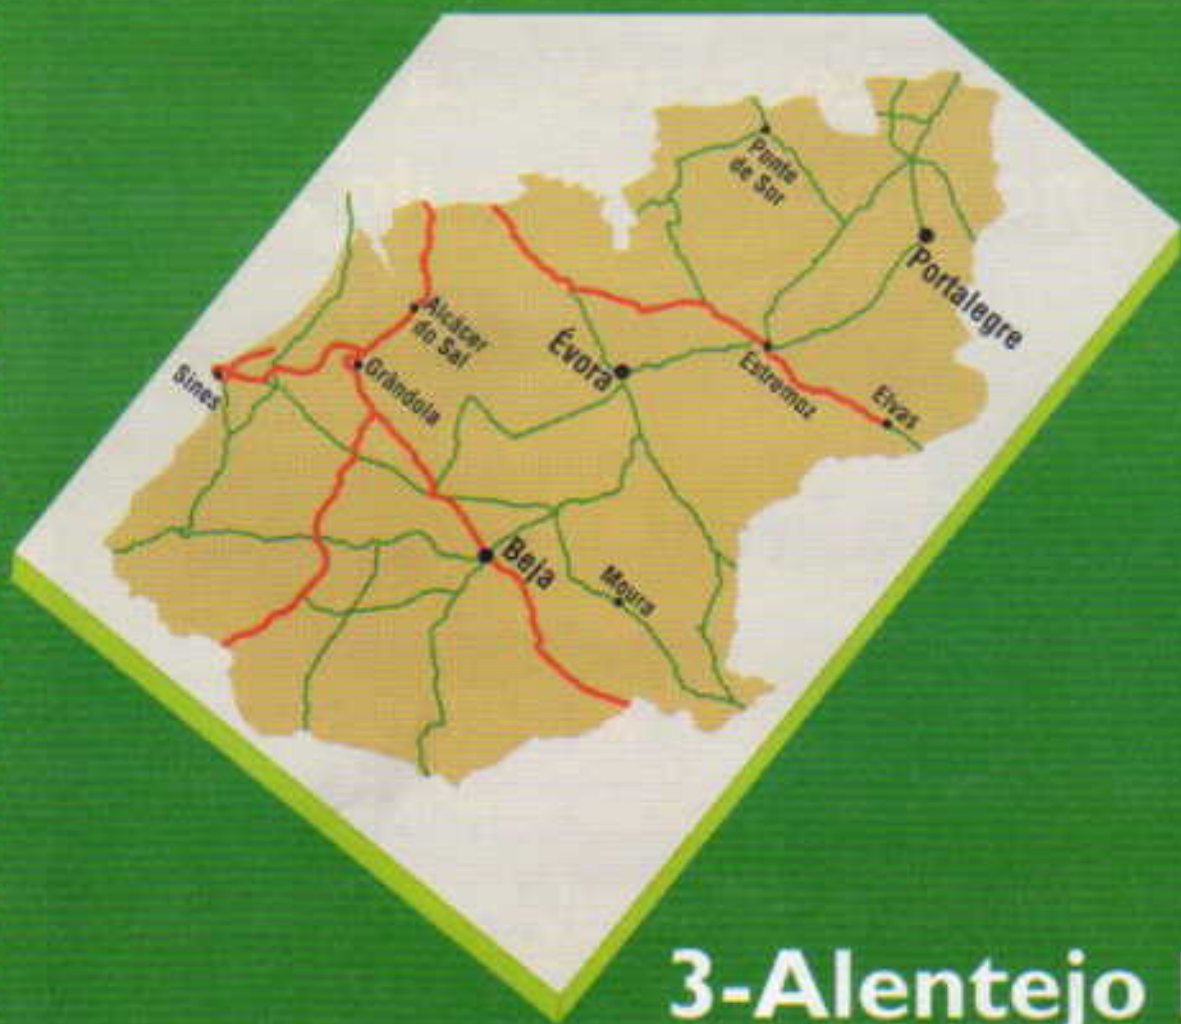 Ponte
de Sor
Portalegre
Alcácer
do Sal
Évora
Estremoz
Elvas
Sines
Grândola
Beja
Moura
3-Alentejo